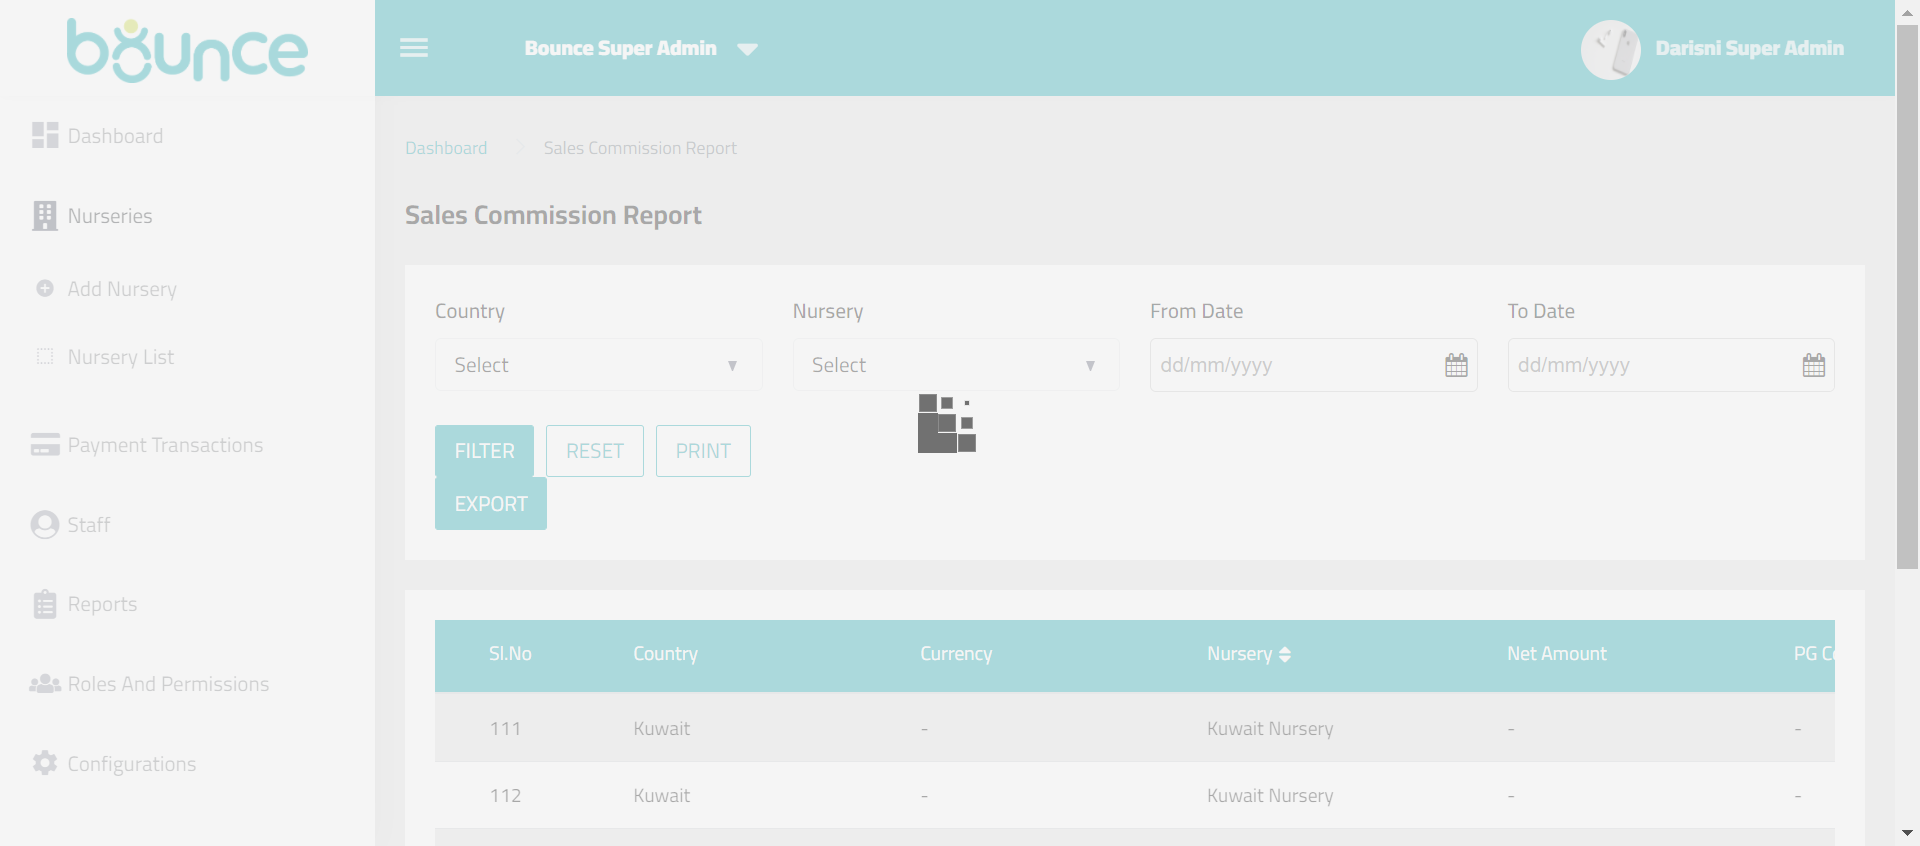 bounce
Bounce Super Admin
Darisni Super Admin
Dashboard
Nurseries
Add Nursery
Nursery List
Payment Transactions
Staff
Reports
Roles And Permissions
Configurations
Dashboard
Sales Commission Report
Sales Commission Report
Country
Nursery
From Date
To Date
Select
Select
dd/mm/yyyy
dd/mm/yyyy
FILTER
RESET
PRINT
EXPORT
Sl.No Country Currency Nursery Net Amount PG
111 Kuwait - Kuwait Nursery - -
112 Kuwait - Kuwait Nursery - -